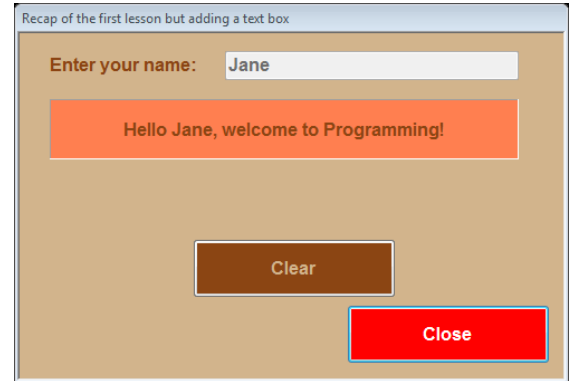 Recap of the first lesson but adding a text box
Enter your name: Jane
Hello Jane, welcome to Programming!
Clear
Close